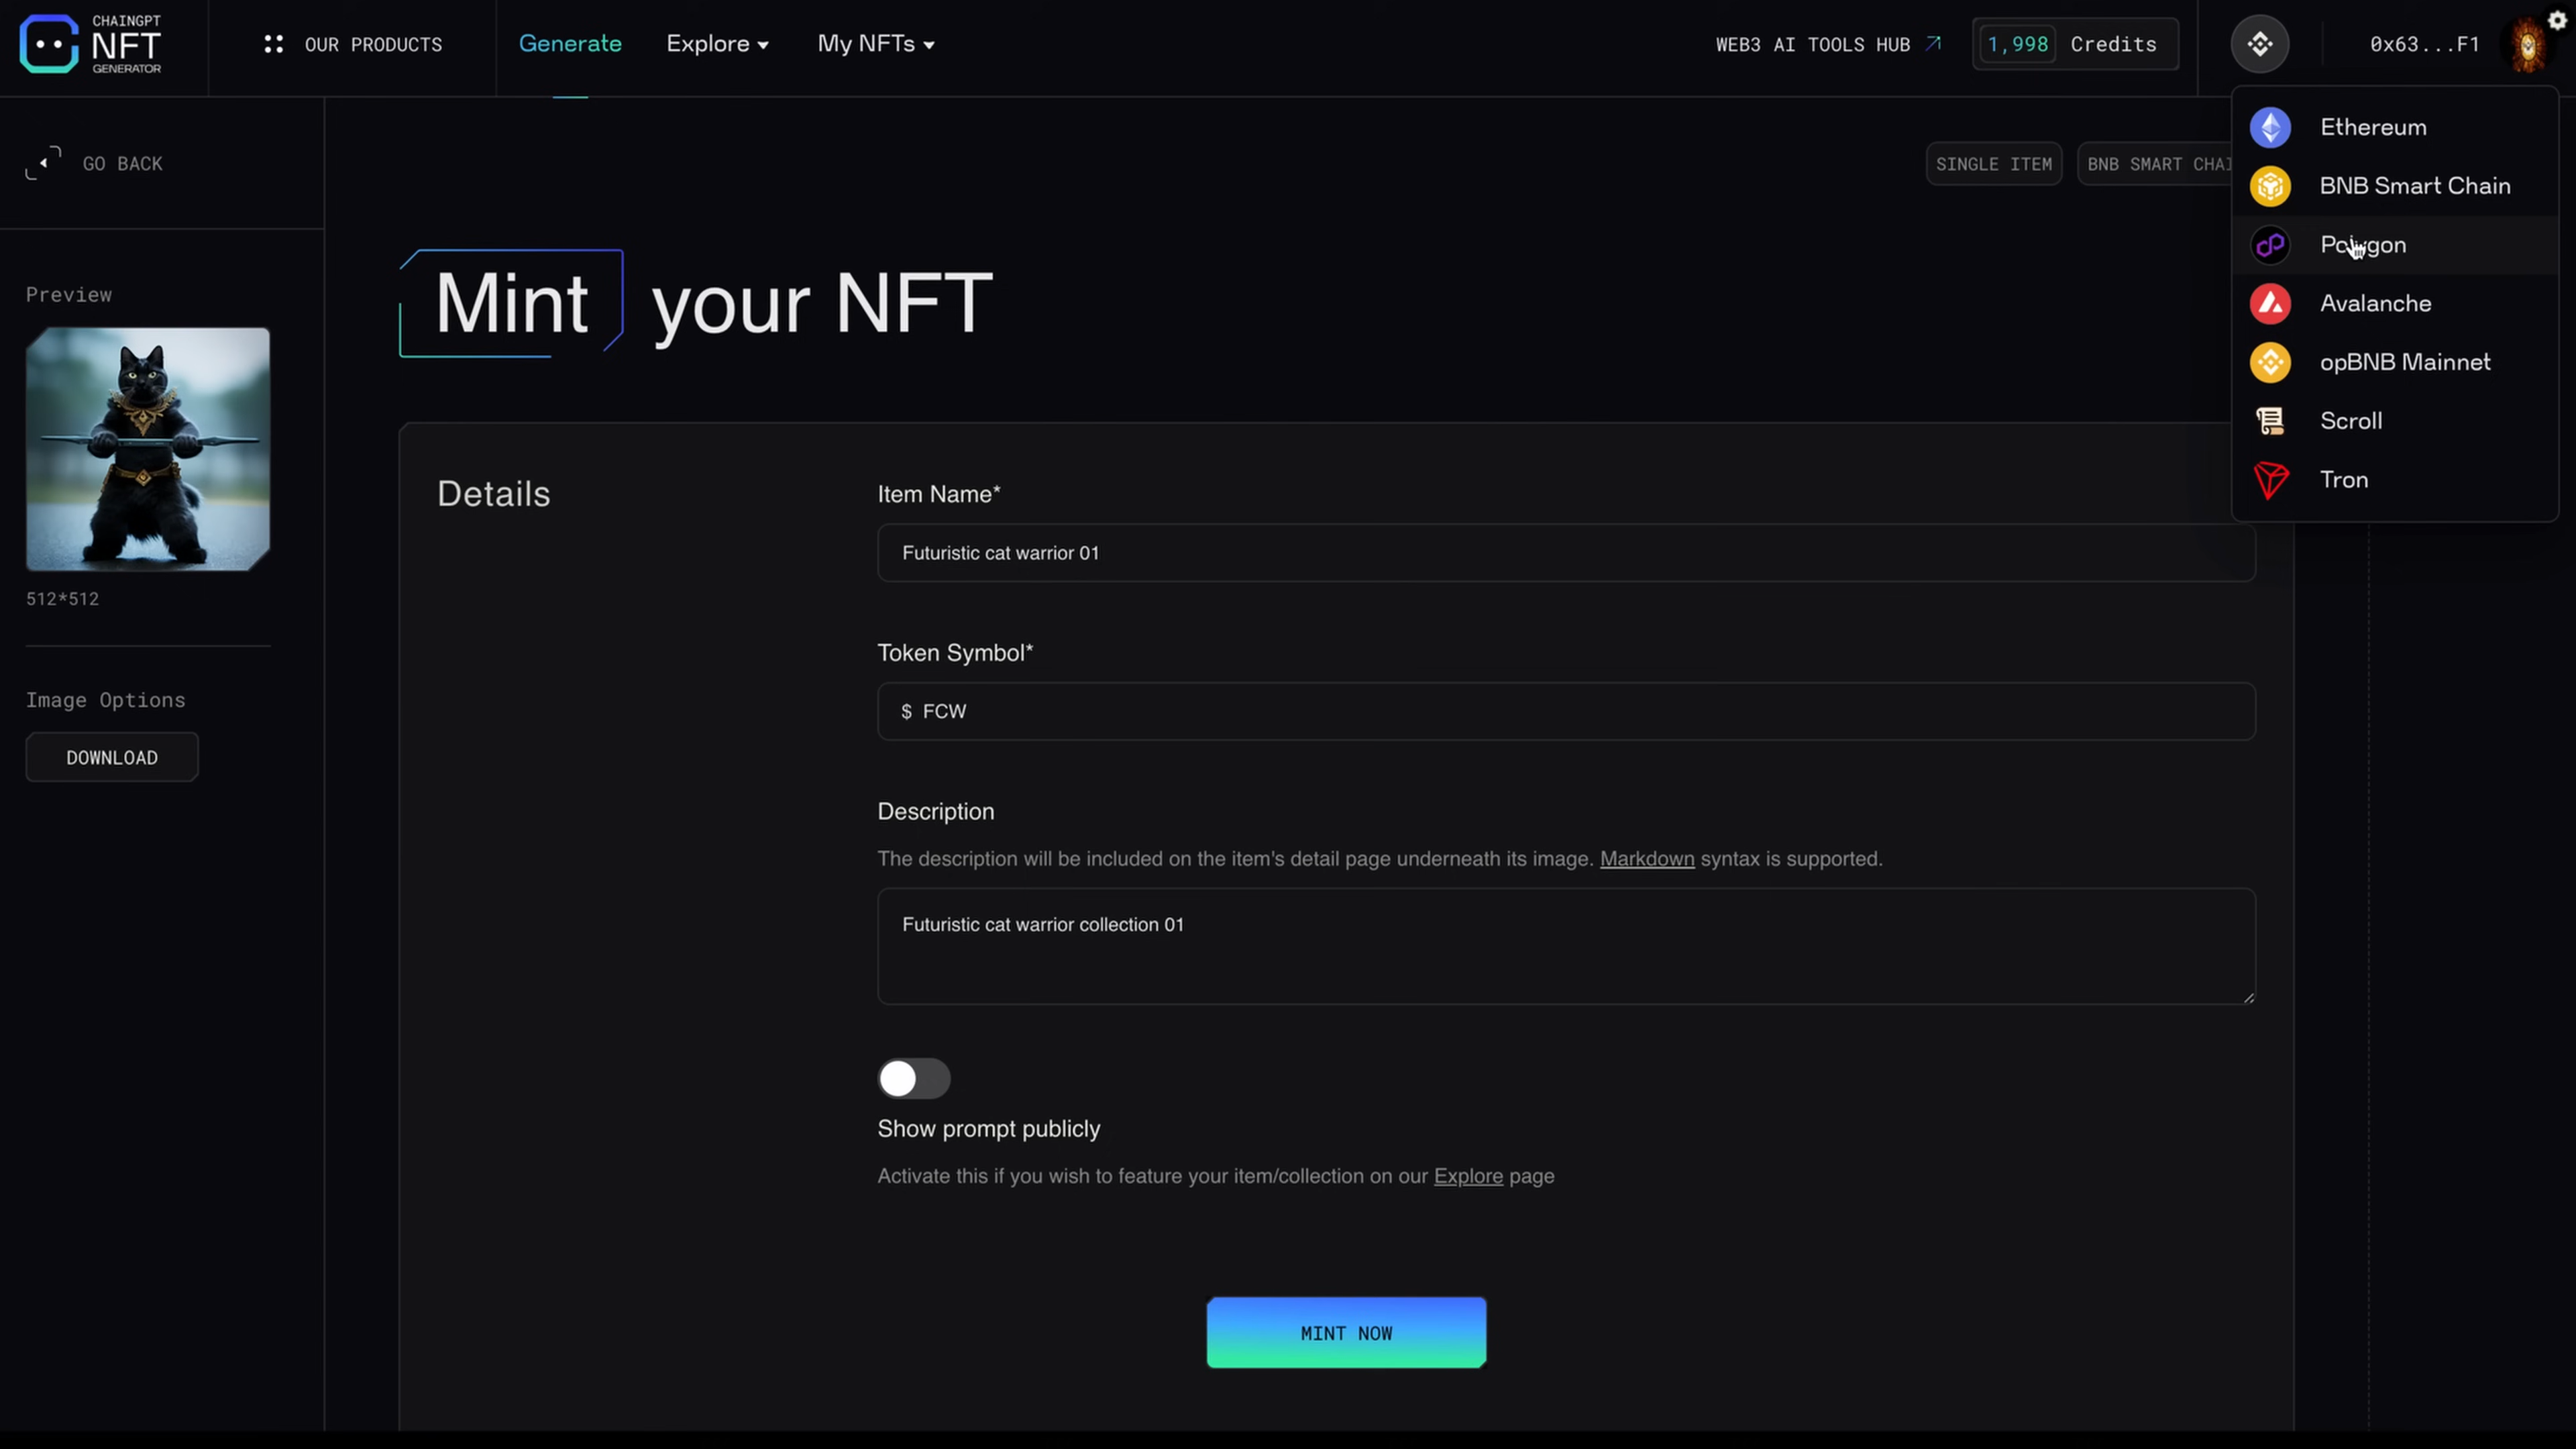 CHAINGPT
NFT
GENERATOR
OUR PRODUCTS
Generate
Explore
My NFTs
WEB3 AI TOOLS HUB
1,998 Credits
0x63...F1
GO BACK
SINGLE ITEM
BNB SMART CHAI
Ethereum
BNB Smart Chain
Polygon
Avalanche
opBNB Mainnet
Scroll
Tron
Preview
512*512
Image Options
DOWNLOAD
Mint your NFT
Details
Item Name*
Futuristic cat warrior 01
Token Symbol*
$ FCW
Description
The description will be included on the item's detail page underneath its image. Markdown syntax is supported.
Futuristic cat warrior collection 01
Show prompt publicly
Activate this if you wish to feature your item/collection on our Explore page
MINT NOW